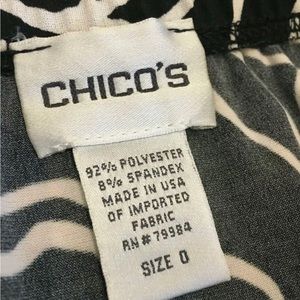 CHICO'S
92% POLYESTER
8% SPANDEX
MADE IN USA
OF IMPORTED
FABRIC
RN# 79984
SIZE 0